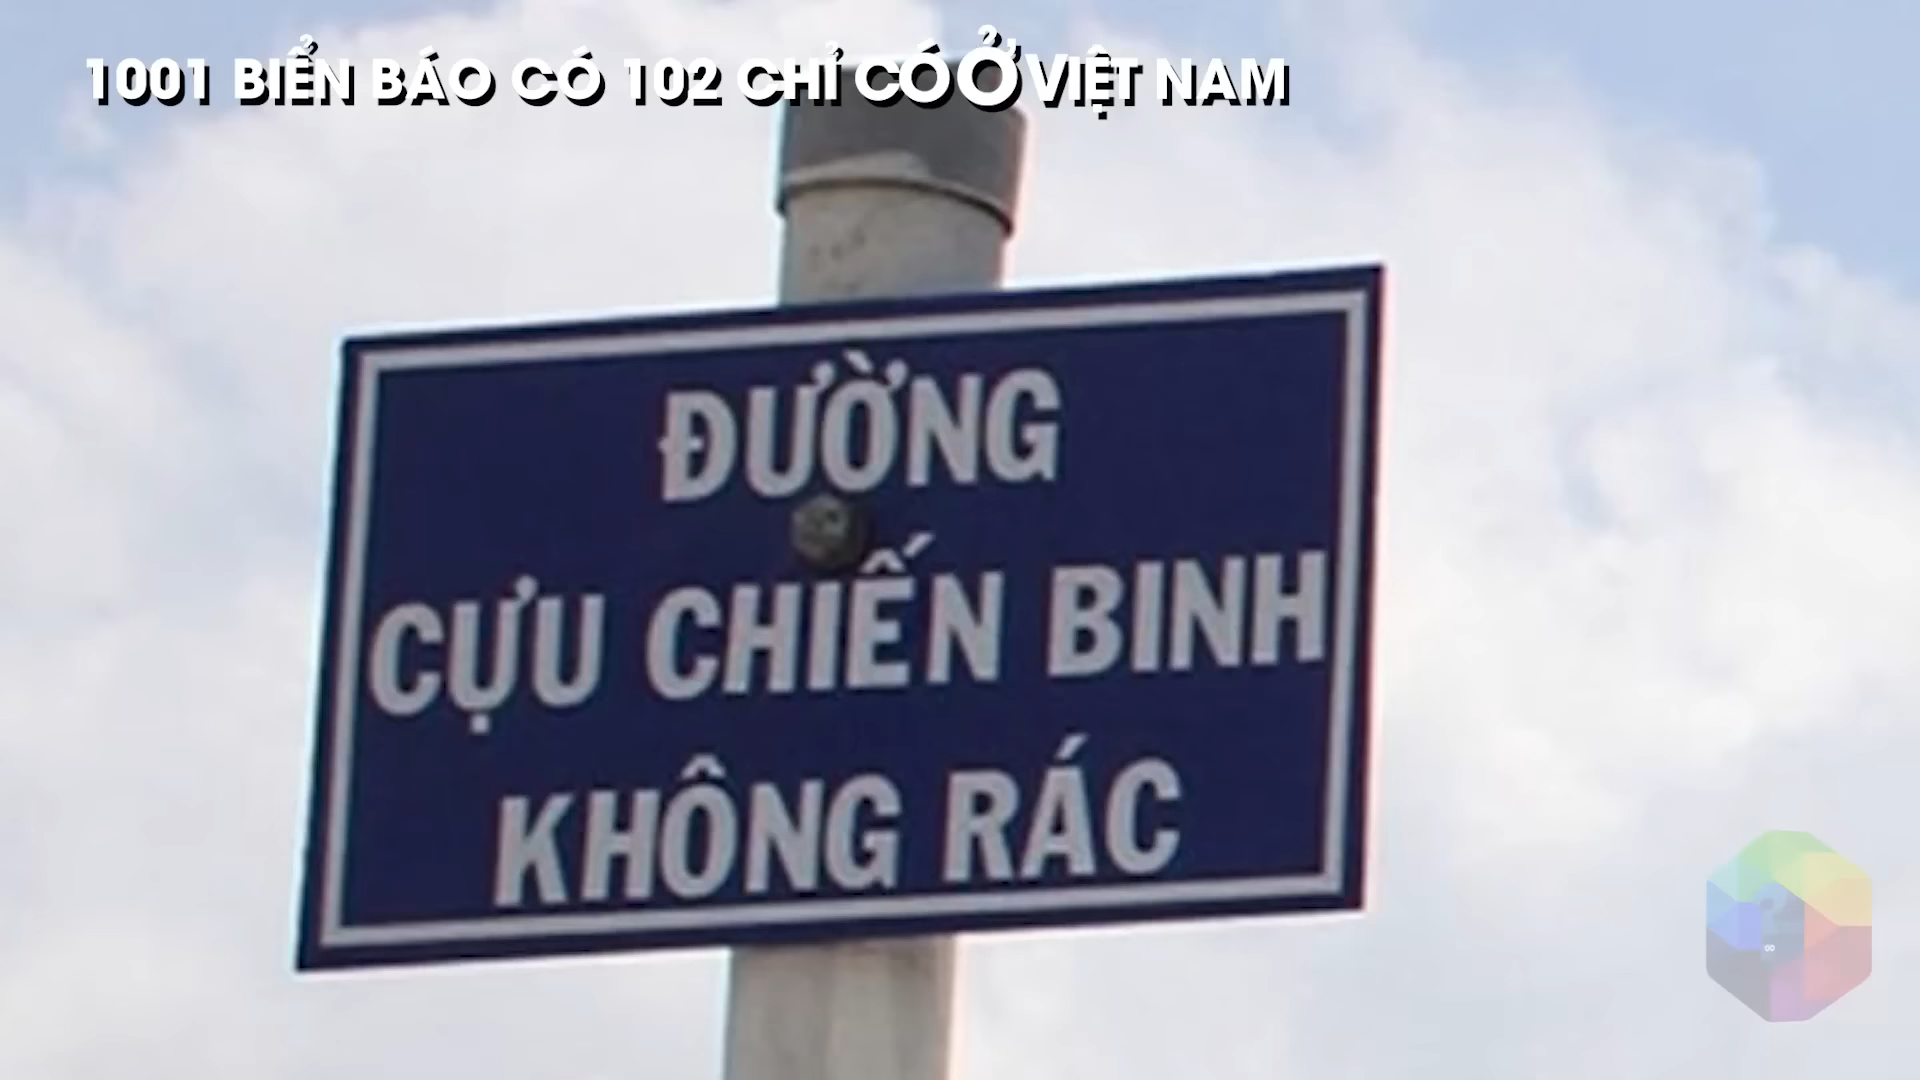 1001 BIỂN BÁO CÓ 102 CHỈ CÓ Ở VIỆT NAM
ĐƯỜNG
CỰU CHIẾN BINH
KHÔNG RÁC